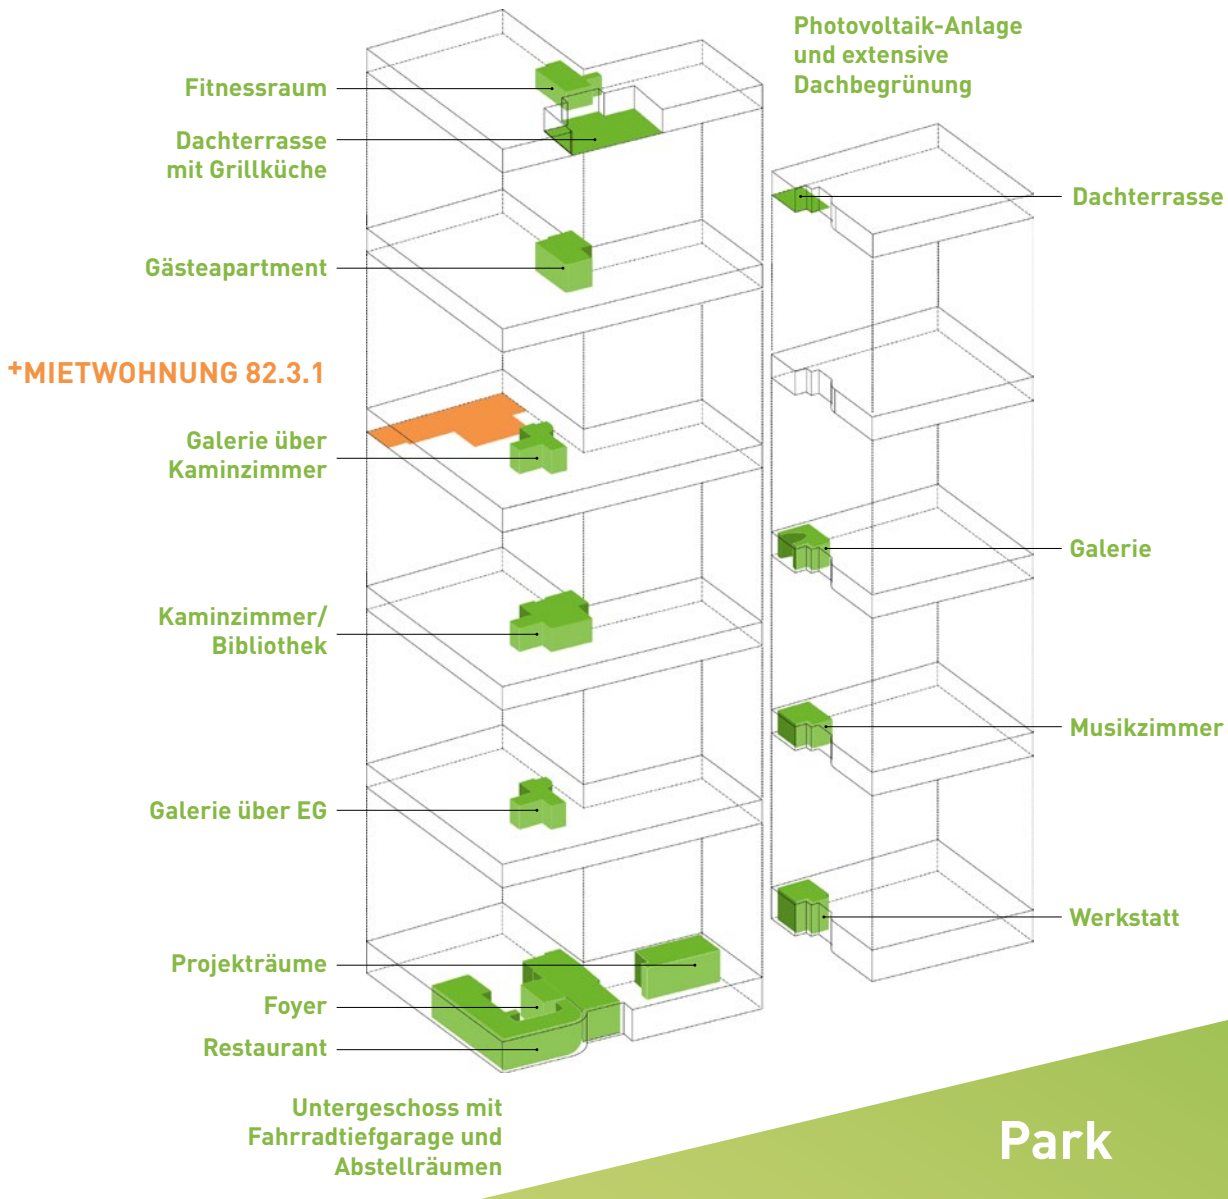 Photovoltaik-Anlage
und extensive
Dachbegrünung
Fitnessraum
Dachterrasse
mit Grillküche
Dachterrasse
Gästeapartment
+MIETWOHNUNG 82.3.1
Galerie über
Kaminzimmer
Galerie
Kaminzimmer/
Bibliothek
Musikzimmer
Galerie über EG
Werkstatt
Projekträume
Foyer
Restaurant
Untergeschoss mit
Fahrradtiefgarage und
Abstellräumen
Park